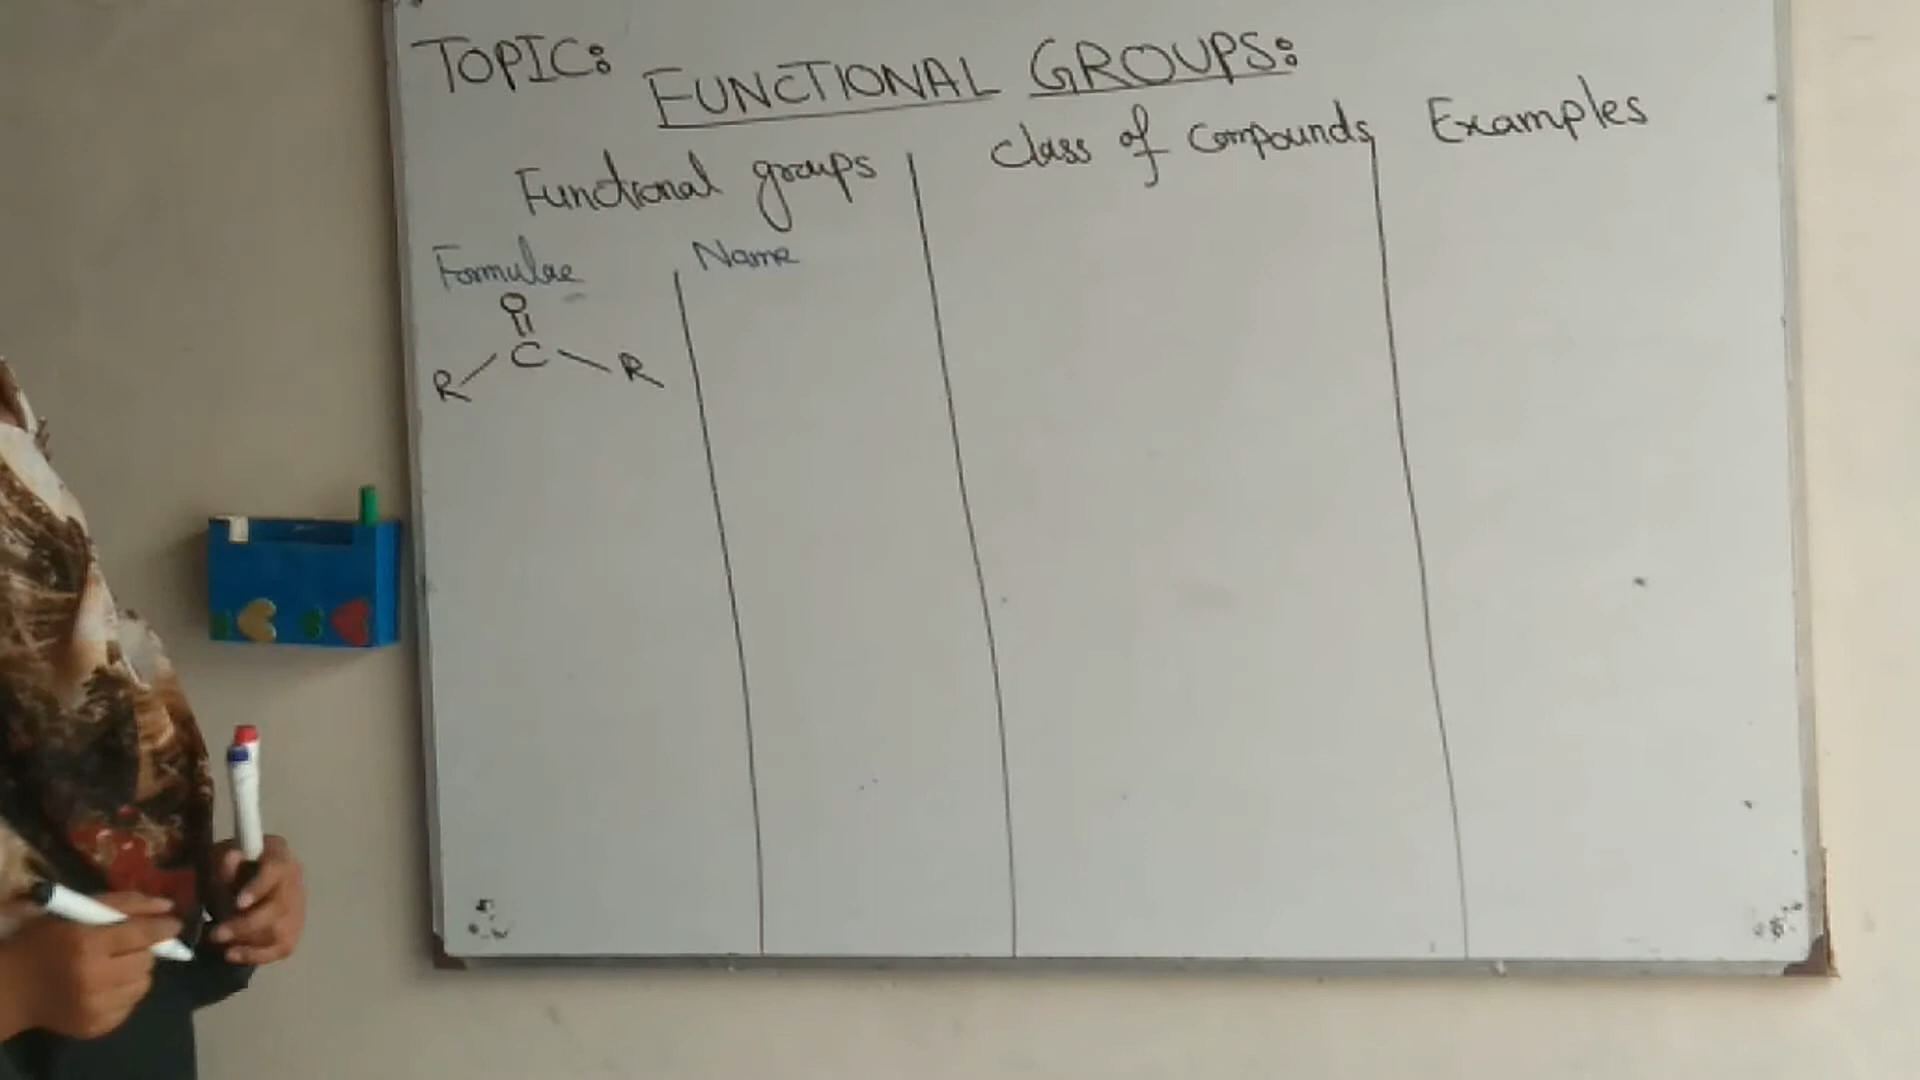 TOPIC: FUNCTIONAL GROUPS:
Functional groups Class of Compounds Examples
Formulae Name
O
R C R